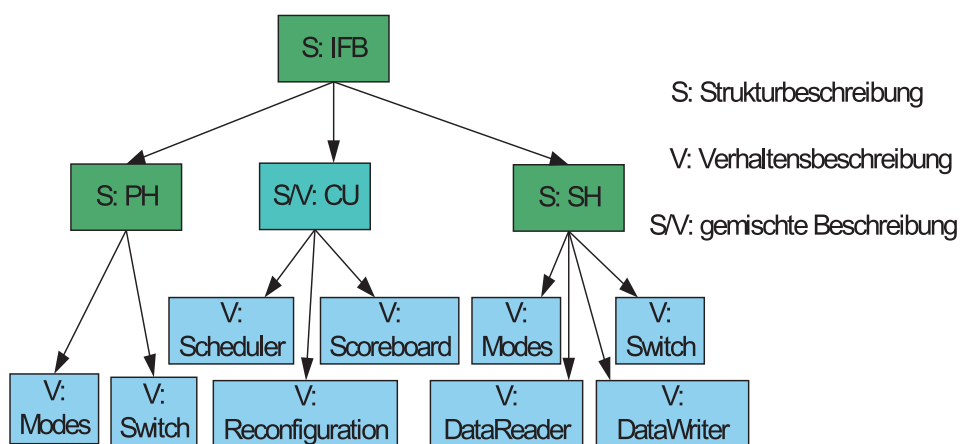 S: IFB
S: Strukturbeschreibung
V: Verhaltensbeschreibung
S/V: gemischte Beschreibung
S: PH
S/V: CU
S: SH
V:
Scheduler
V:
Scoreboard
V:
Modes
V:
Switch
V:
Modes
V:
Switch
V:
Reconfiguration
V:
DataReader
V:
DataWriter